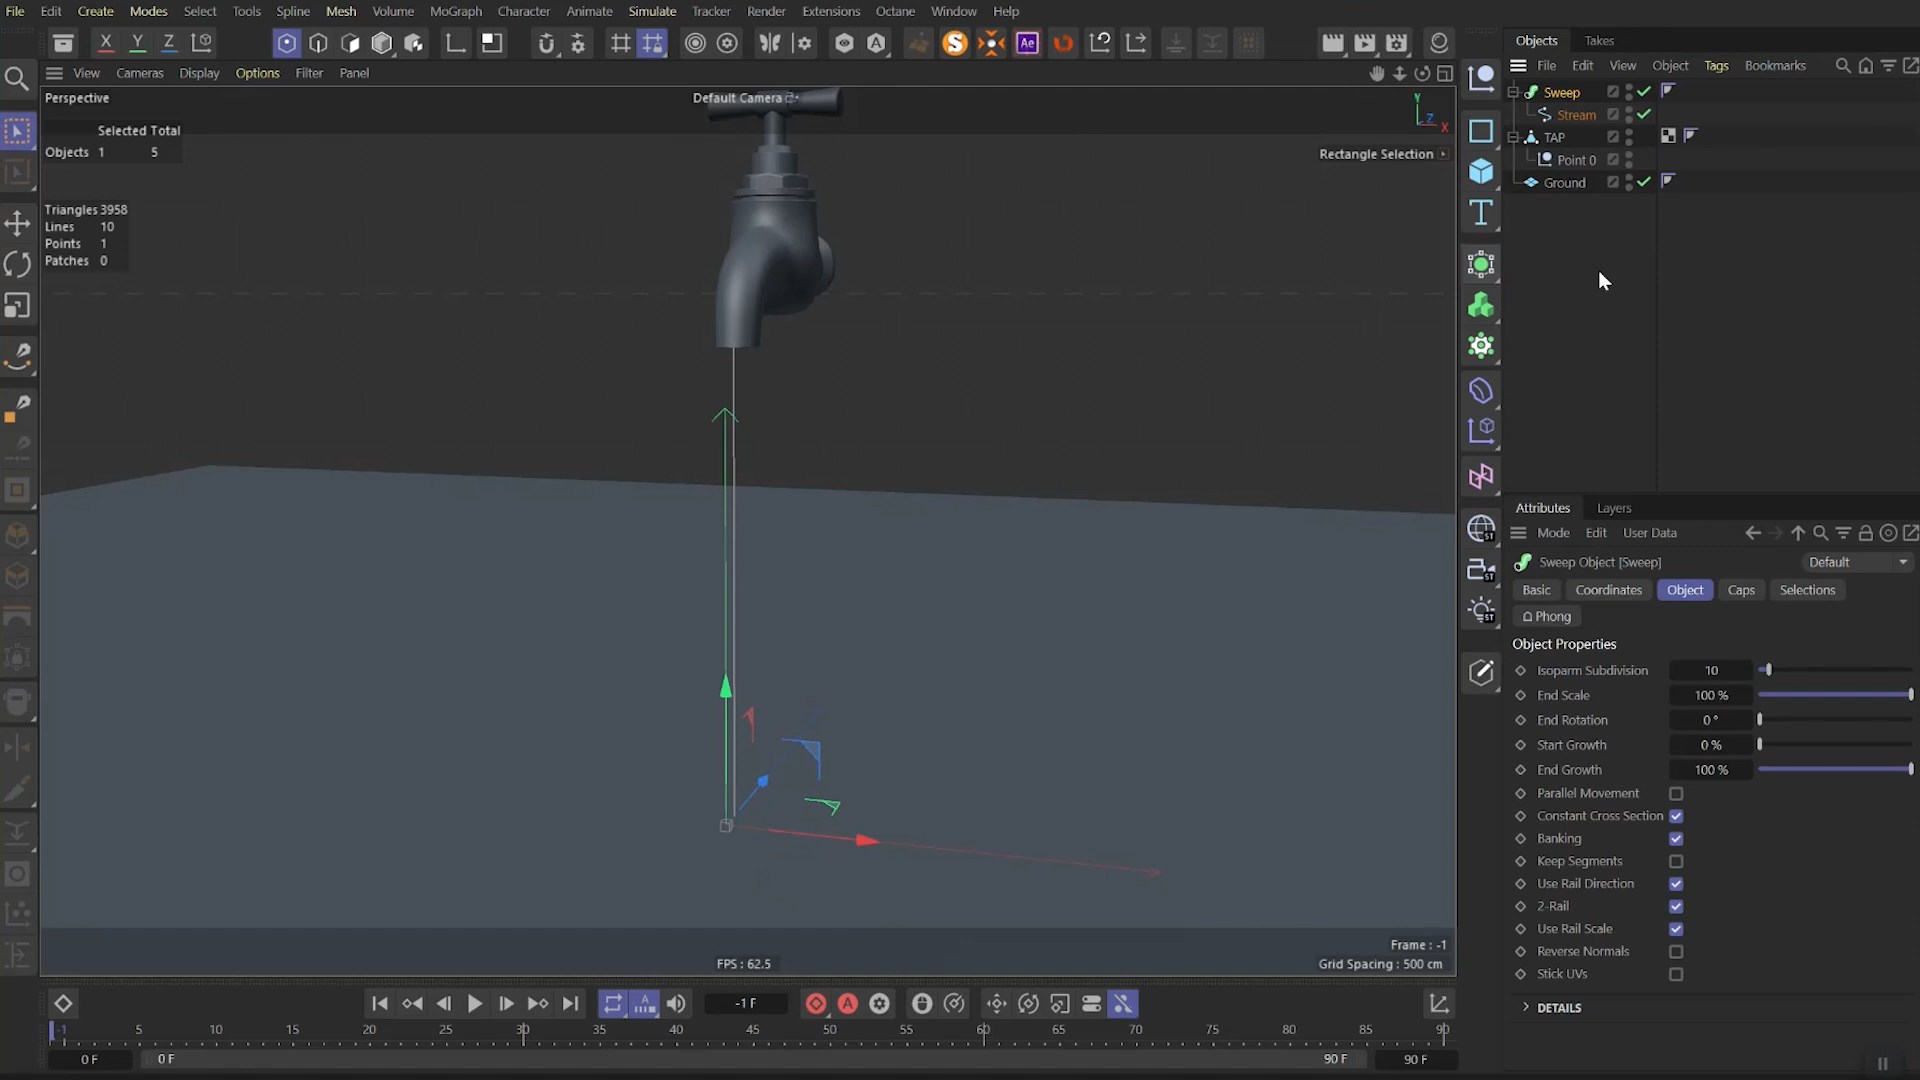 File Edit Create Modes Select Tools Spline Mesh Volume MoGraph Character Animate Simulate Tracker Render Extensions Octane Window Help
X Y Z
S Ae
Objects Takes
File Edit View Object Tags Bookmarks
View Cameras Display Options Filter Panel
Perspective
Default Camera
Y
Z
X
Selected Total
Objects 1 5
Rectangle Selection
Triangles 3958
Lines 10
Points 1
Patches 0
Sweep
Stream
TAP
Point 0
Ground
T
ST
ST
ST
Attributes Layers
Mode Edit User Data
Sweep Object [Sweep] Default
Basic Coordinates Object Caps Selections
Phong
Object Properties
Isoparm Subdivision 10
End Scale 100 %
End Rotation 0 °
Start Growth 0 %
End Growth 100 %
Parallel Movement
Constant Cross Section
Banking
Keep Segments
Use Rail Direction
2-Rail
Use Rail Scale
Reverse Normals
Stick UVs
DETAILS
Frame : -1
FPS : 62.5
Grid Spacing : 500 cm
A
-1 F
A
-1 5 10 15 20 25 30 35 40 45 50 55 60 65 70 75 80 85 90
0 F 0 F 90 F 90 F